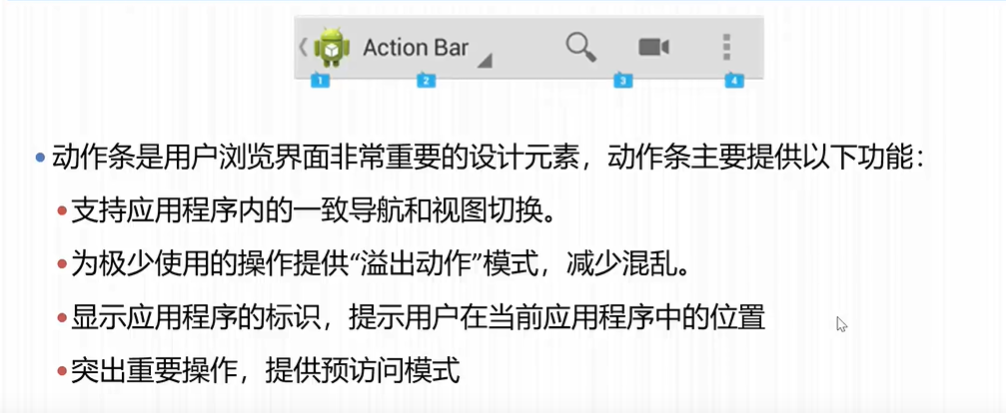 Action Bar
1 2 3 4
动作条是用户浏览界面非常重要的设计元素，动作条主要提供以下功能：
支持应用程序内的一致导航和视图切换。
为极少使用的操作提供“溢出动作”模式，减少混乱。
显示应用程序的标识，提示用户在当前应用程序中的位置
突出重要操作，提供预访问模式